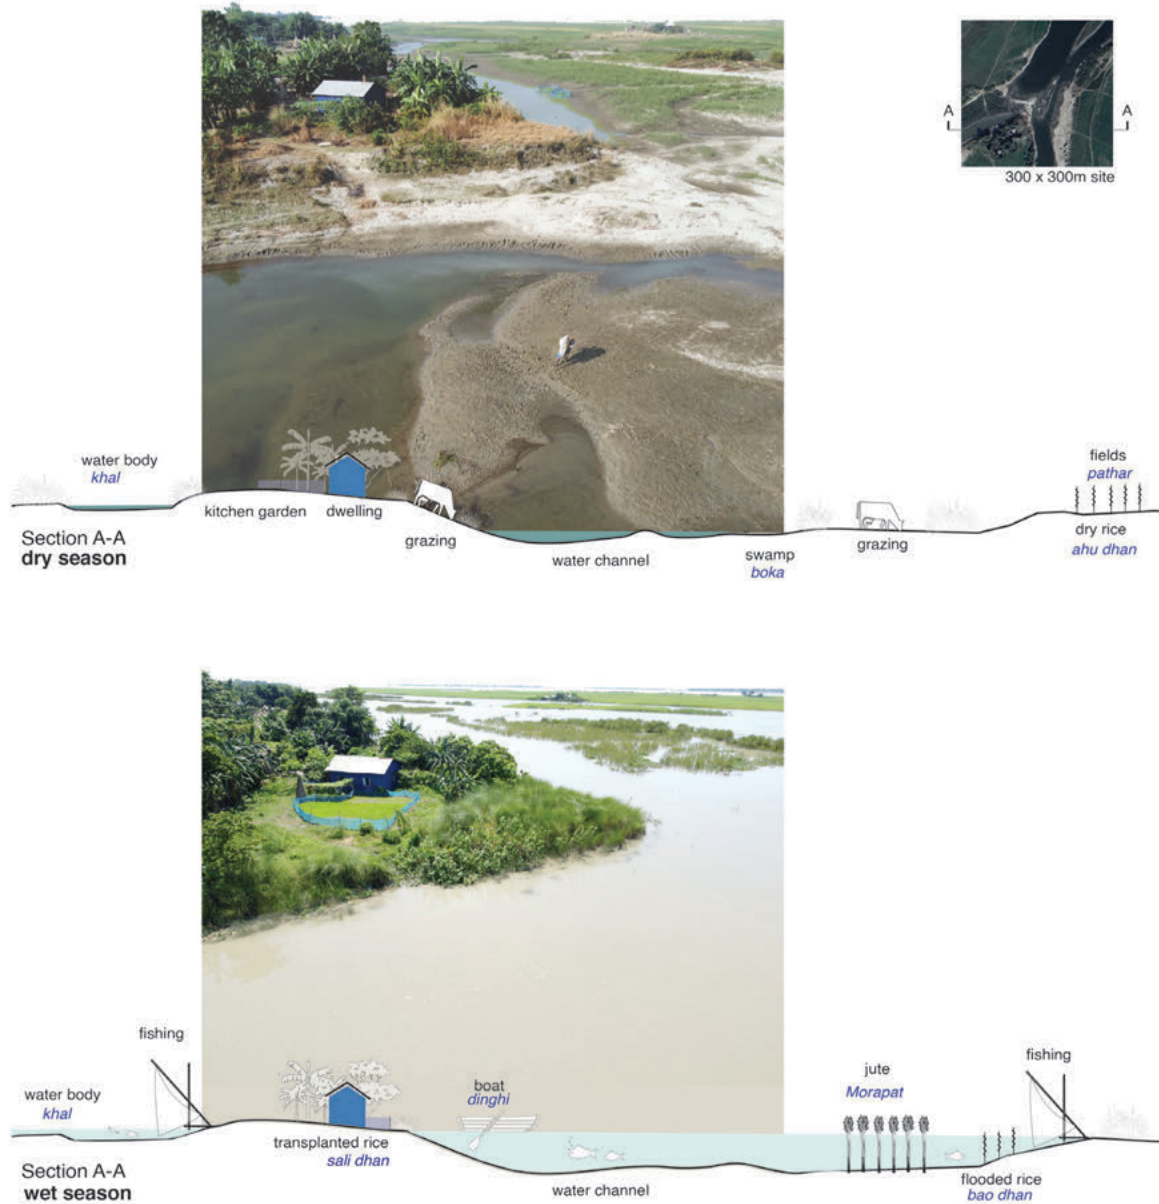 A
A
300 x 300m site
water body
khal
kitchen garden
dwelling
grazing
water channel
swamp
boka
grazing
fields
pathar
dry rice
ahu dhan
Section A-A
dry season
fishing
water body
khal
transplanted rice
sali dhan
boat
dinghi
water channel
jute
Morapat
fishing
flooded rice
bao dhan
Section A-A
wet season